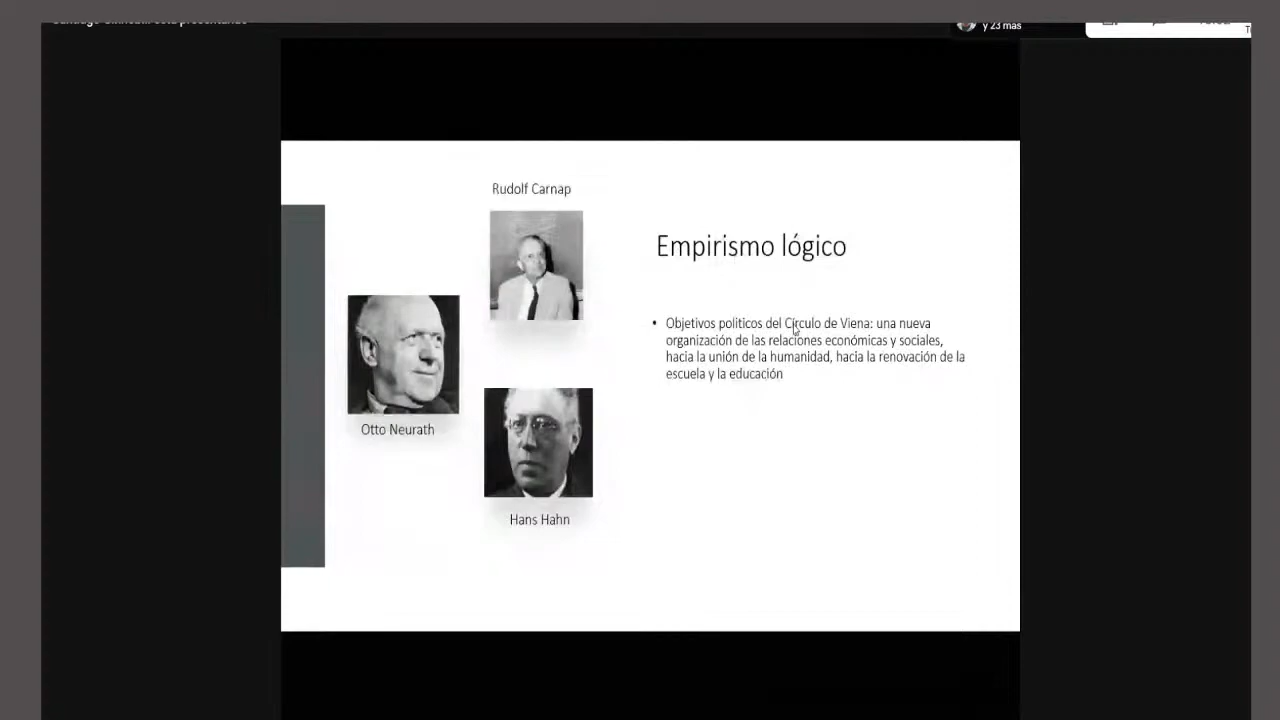 y 23 más
Rudolf Carnap
Empirismo lógico
• Objetivos políticos del Círculo de Viena: una nueva
organización de las relaciones económicas y sociales,
hacia la unión de la humanidad, hacia la renovación de la
escuela y la educación
Otto Neurath
Hans Hahn